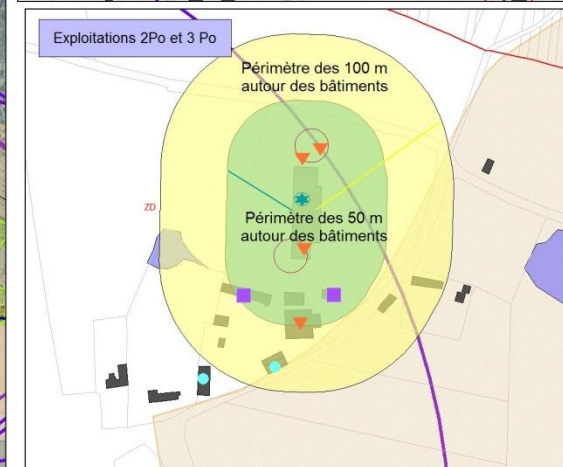 Exploitations 2Po et 3 Po
Périmètre des 100 m
autour des bâtiments
ZD
Périmètre des 50 m
autour des bâtiments